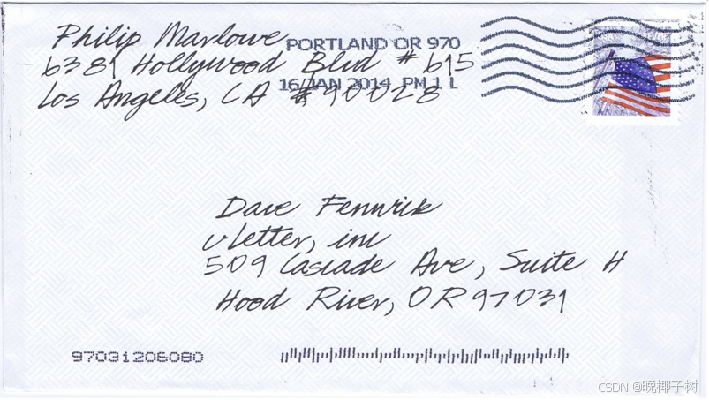 Philip Marlowe
6381 Hollywood Blvd # 615
Los Angeles, CA #90028
PORTLAND OR 970
16 JAN 2014 PM 1 L
Dave Fennrick
vLetter, inc
509 Cascade Ave, Suite H
Hood River, OR 97031
97031206080
CSDN @晚椰子树